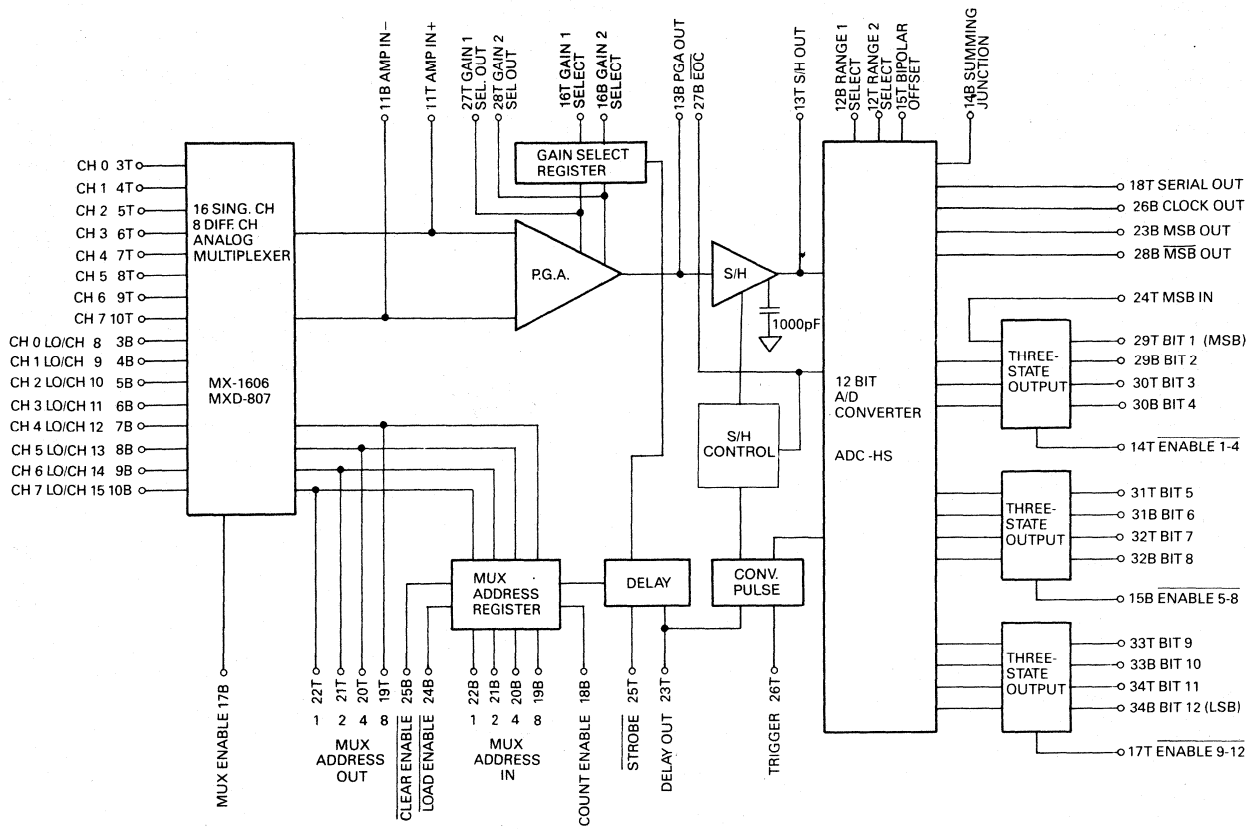 11B AMP IN−
11T AMP IN+
27T GAIN 1
SEL. OUT
28T GAIN 2
SEL OUT
16T GAIN 1
SELECT
16B GAIN 2
SELECT
13B PGA OUT
27B EOC
13T S/H OUT
12B RANGE 1
SELECT
12T RANGE 2
SELECT
15T BIPOLAR
OFFSET
14B SUMMING
JUNCTION
CH 0 3T
CH 1 4T
CH 2 5T
CH 3 6T
CH 4 7T
CH 5 8T
CH 6 9T
CH 7 10T
CH 0 LO/CH 8 3B
CH 1 LO/CH 9 4B
CH 2 LO/CH 10 5B
CH 3 LO/CH 11 6B
CH 4 LO/CH 12 7B
CH 5 LO/CH 13 8B
CH 6 LO/CH 14 9B
CH 7 LO/CH 15 10B
16 SING. CH
8 DIFF. CH
ANALOG
MULTIPLEXER
MX-1606
MXD-807
GAIN SELECT
REGISTER
P.G.A.
S/H
1000pF
S/H
CONTROL
12 BIT
A/D
CONVERTER
ADC -HS
MUX
ADDRESS
REGISTER
DELAY
CONV.
PULSE
18T SERIAL OUT
26B CLOCK OUT
23B MSB OUT
28B MSB OUT
24T MSB IN
THREE-
STATE
OUTPUT
29T BIT 1 (MSB)
29B BIT 2
30T BIT 3
30B BIT 4
14T ENABLE 1-4
THREE-
STATE
OUTPUT
31T BIT 5
31B BIT 6
32T BIT 7
32B BIT 8
15B ENABLE 5-8
THREE-
STATE
OUTPUT
33T BIT 9
33B BIT 10
34T BIT 11
34B BIT 12 (LSB)
17T ENABLE 9-12
MUX ENABLE 17B
22T 21T 20T 19T
1 2 4 8
MUX
ADDRESS
OUT
CLEAR ENABLE 25B
LOAD ENABLE 24B
22B 21B 20B 19B
1 2 4 8
MUX
ADDRESS
IN
COUNT ENABLE 18B
STROBE 25T
DELAY OUT 23T
TRIGGER 26T